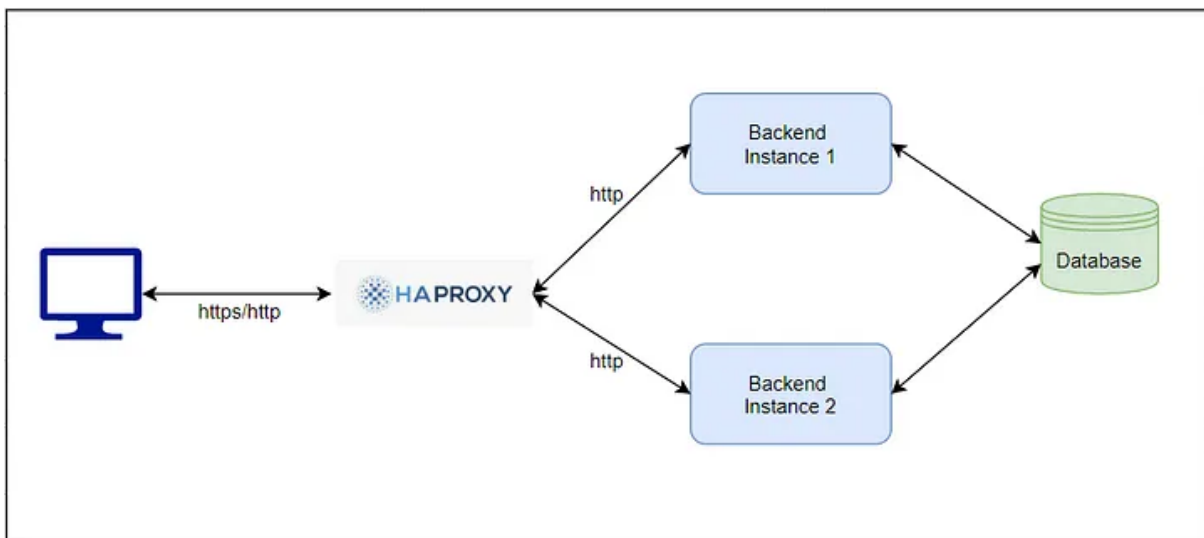 https/http
HAPROXY
http
http
Backend
Instance 1
Backend
Instance 2
Database